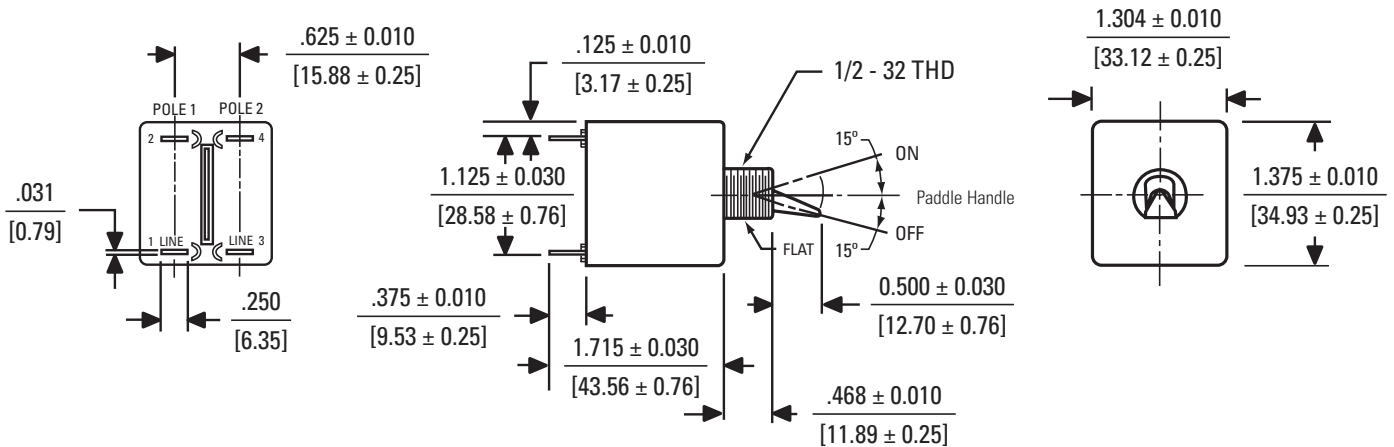 .625 ± 0.010
[15.88 ± 0.25]
POLE 1 POLE 2
2 4
1 LINE LINE 3
.031
[0.79]
.250
[6.35]
.125 ± 0.010
[3.17 ± 0.25]
1/2 - 32 THD
1.125 ± 0.030
[28.58 ± 0.76]
15º
ON
Paddle Handle
OFF
15º
FLAT
.375 ± 0.010
[9.53 ± 0.25]
1.715 ± 0.030
[43.56 ± 0.76]
0.500 ± 0.030
[12.70 ± 0.76]
.468 ± 0.010
[11.89 ± 0.25]
1.304 ± 0.010
[33.12 ± 0.25]
1.375 ± 0.010
[34.93 ± 0.25]